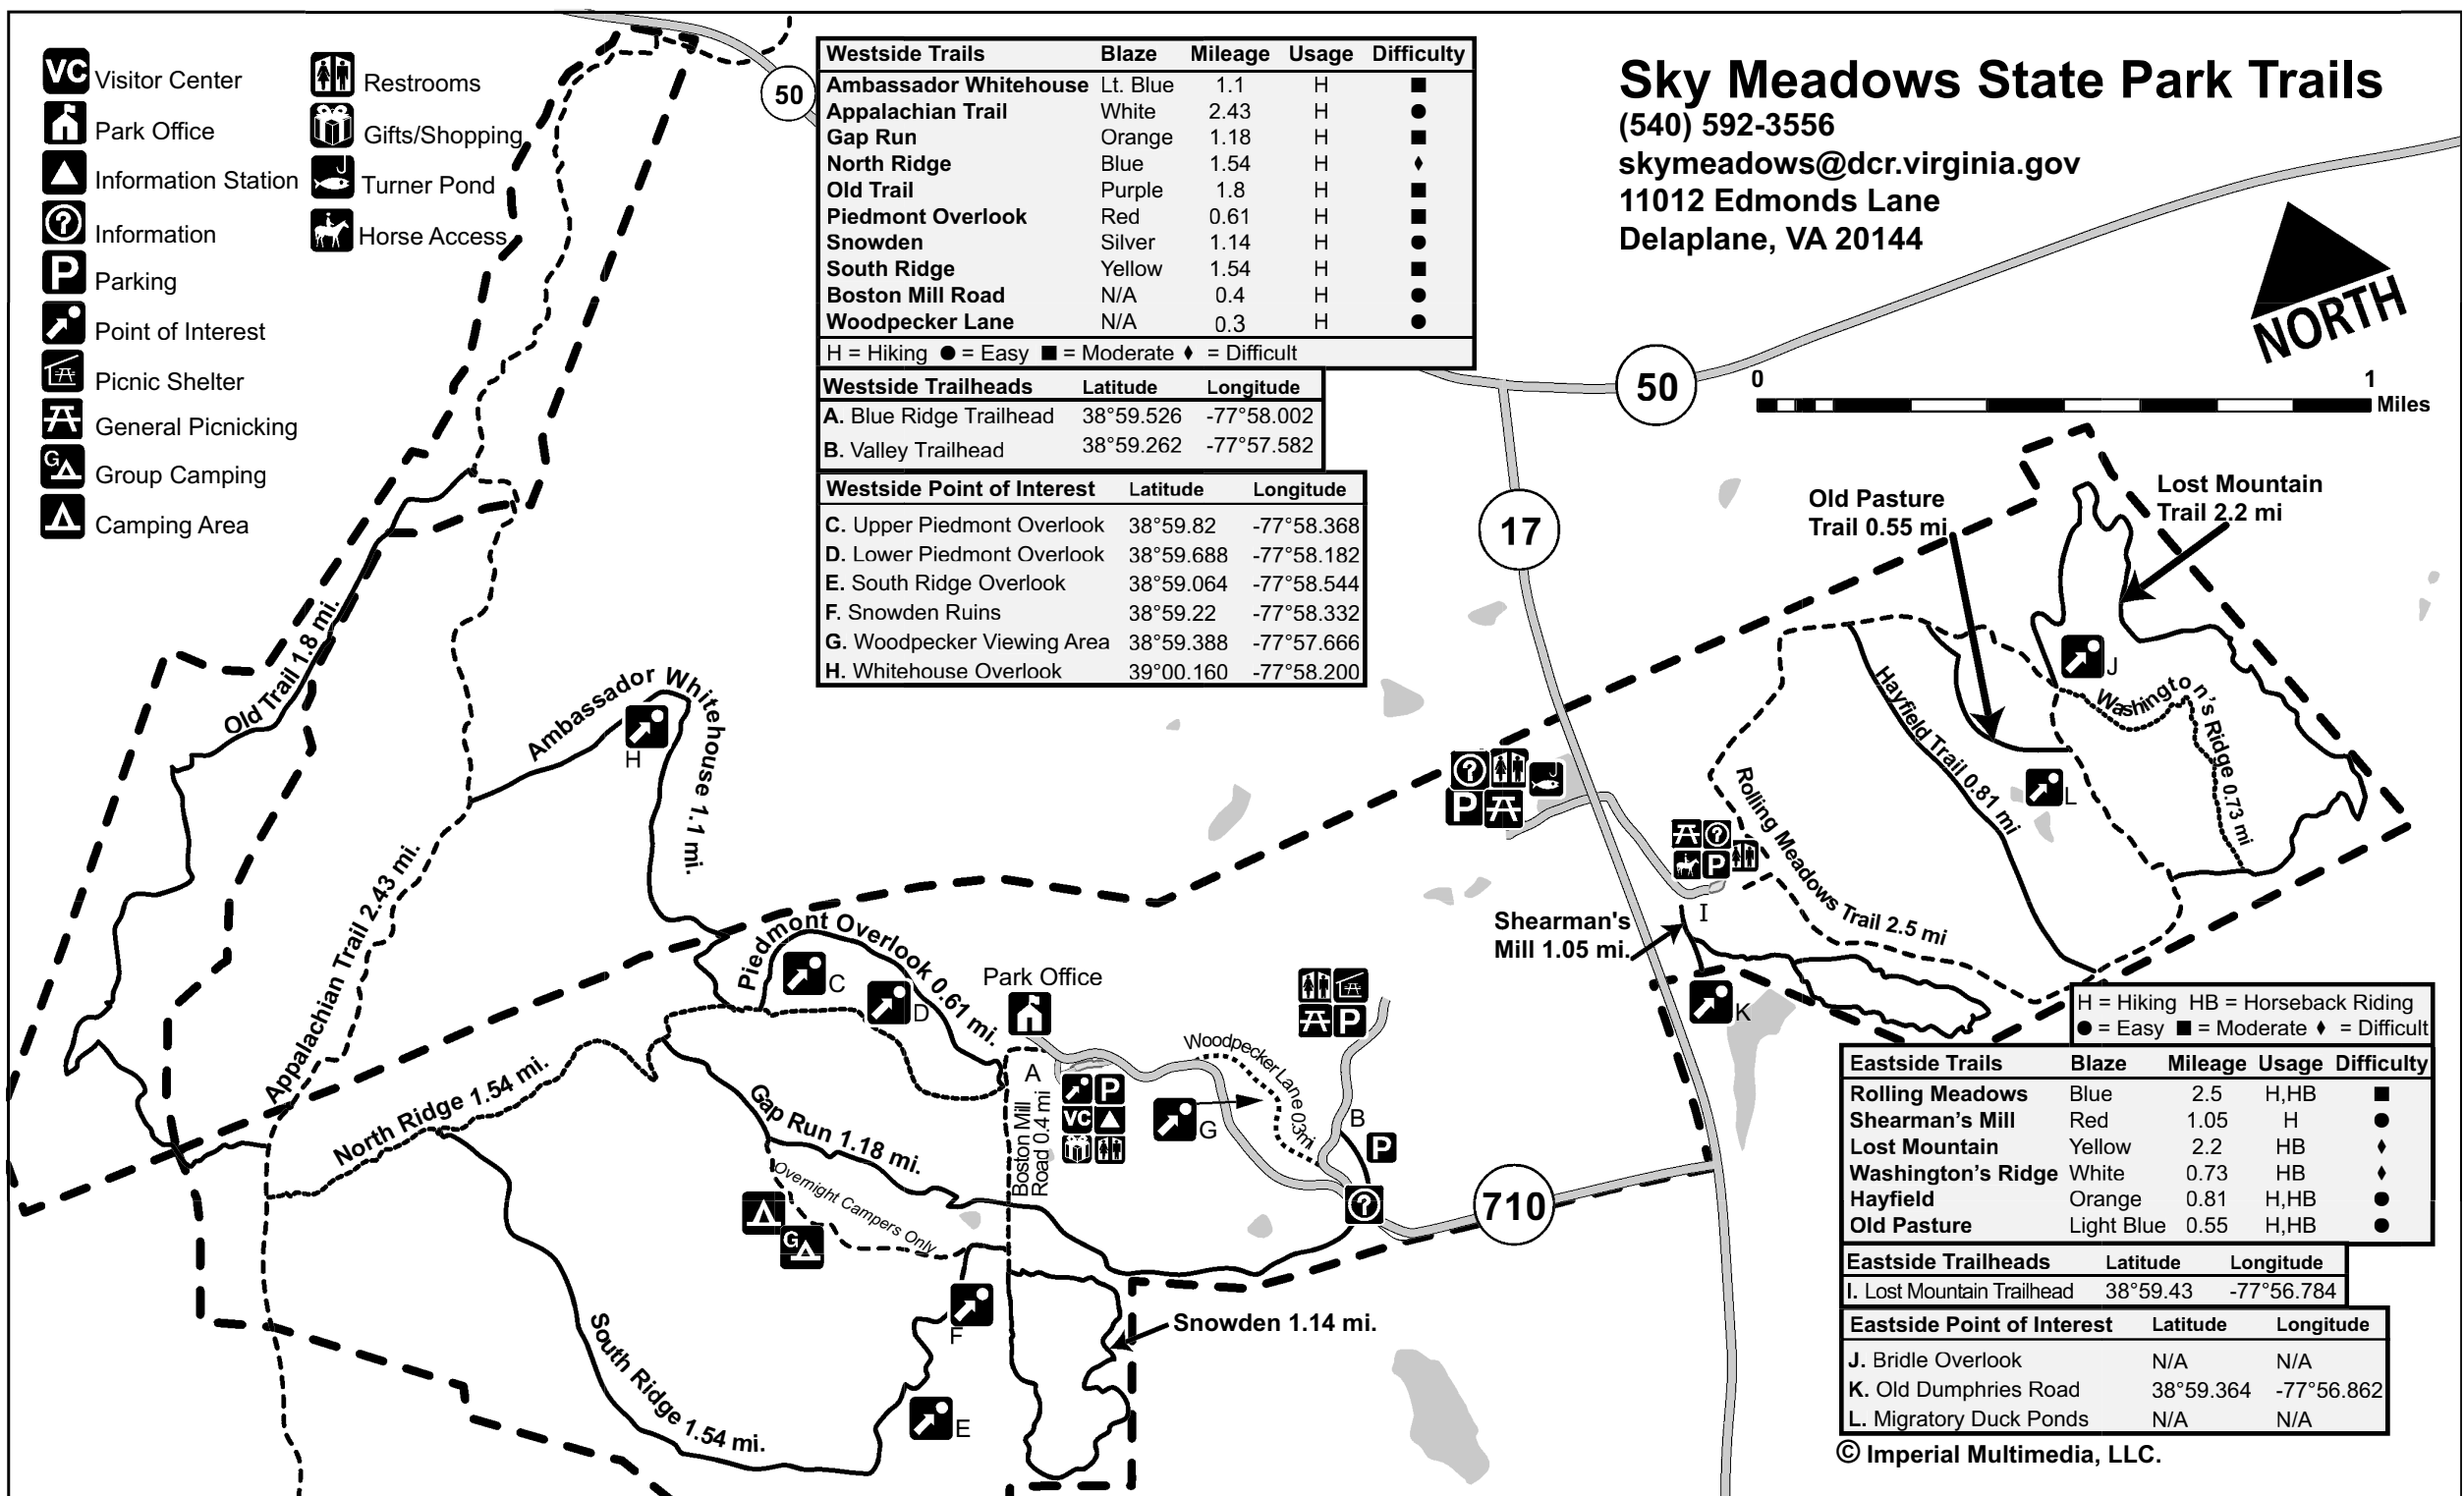 VC Visitor Center
Park Office
Information Station
? Information
P Parking
Point of Interest
Picnic Shelter
General Picnicking
G Group Camping
Camping Area
Restrooms
Gifts/Shopping
Turner Pond
Horse Access
50
Westside Trails Blaze Mileage Usage Difficulty
Ambassador Whitehouse Lt. Blue 1.1 H ■
Appalachian Trail White 2.43 H ●
Gap Run Orange 1.18 H ■
North Ridge Blue 1.54 H ♦
Old Trail Purple 1.8 H ■
Piedmont Overlook Red 0.61 H ■
Snowden Silver 1.14 H ●
South Ridge Yellow 1.54 H ■
Boston Mill Road N/A 0.4 H ●
Woodpecker Lane N/A 0.3 H ●
H = Hiking ● = Easy ■ = Moderate ♦ = Difficult
Westside Trailheads Latitude Longitude
A. Blue Ridge Trailhead 38°59.526 -77°58.002
B. Valley Trailhead 38°59.262 -77°57.582
Westside Point of Interest Latitude Longitude
C. Upper Piedmont Overlook 38°59.82 -77°58.368
D. Lower Piedmont Overlook 38°59.688 -77°58.182
E. South Ridge Overlook 38°59.064 -77°58.544
F. Snowden Ruins 38°59.22 -77°58.332
G. Woodpecker Viewing Area 38°59.388 -77°57.666
H. Whitehouse Overlook 39°00.160 -77°58.200
Sky Meadows State Park Trails
(540) 592-3556
skymeadows@dcr.virginia.gov
11012 Edmonds Lane
Delaplane, VA 20144
NORTH
0 1
Miles
50
17
Old Pasture
Trail 0.55 mi
Lost Mountain
Trail 2.2 mi
J
Washington's Ridge 0.73 mi
Hayfield Trail 0.81 mi
L
Rolling Meadows Trail 2.5 mi
? P
? P
I
Shearman's
Mill 1.05 mi.
K
Old Trail 1.8 mi.
Ambassador Whitehouse 1.1 mi.
H
Appalachian Trail 2.43 mi.
Piedmont Overlook 0.61 mi.
C
D
Park Office
A
P
VC
Boston Mill
Road 0.4 mi
North Ridge 1.54 mi.
Gap Run 1.18 mi.
Overnight Campers Only
G
Woodpecker Lane 0.3mi
G
P
B
P
?
710
F
Snowden 1.14 mi.
South Ridge 1.54 mi.
E
H = Hiking HB = Horseback Riding
● = Easy ■ = Moderate ♦ = Difficult
Eastside Trails Blaze Mileage Usage Difficulty
Rolling Meadows Blue 2.5 H,HB ■
Shearman's Mill Red 1.05 H ●
Lost Mountain Yellow 2.2 HB ♦
Washington's Ridge White 0.73 HB ♦
Hayfield Orange 0.81 H,HB ●
Old Pasture Light Blue 0.55 H,HB ●
Eastside Trailheads Latitude Longitude
I. Lost Mountain Trailhead 38°59.43 -77°56.784
Eastside Point of Interest Latitude Longitude
J. Bridle Overlook N/A N/A
K. Old Dumphries Road 38°59.364 -77°56.862
L. Migratory Duck Ponds N/A N/A
© Imperial Multimedia, LLC.